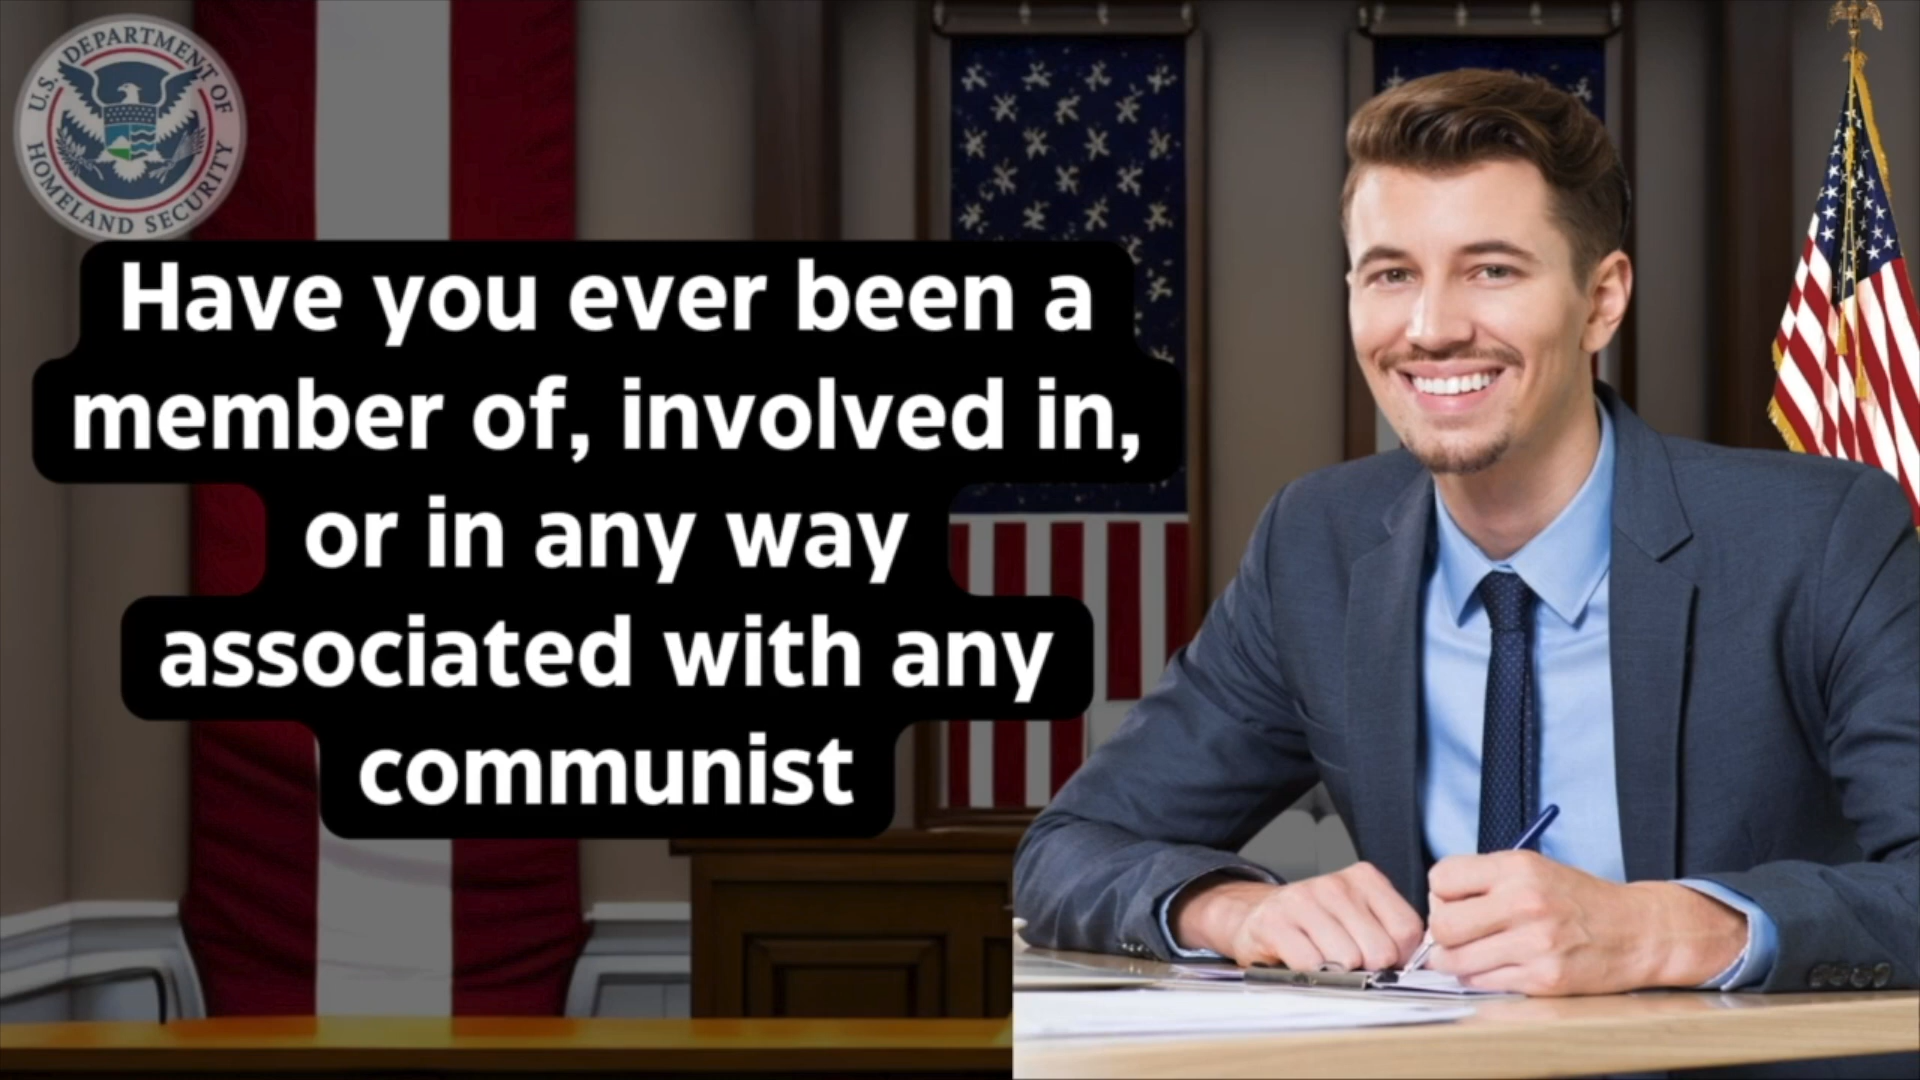 U.S. DEPARTMENT OF
HOMELAND SECURITY
Have you ever been a
member of, involved in,
or in any way
associated with any
communist